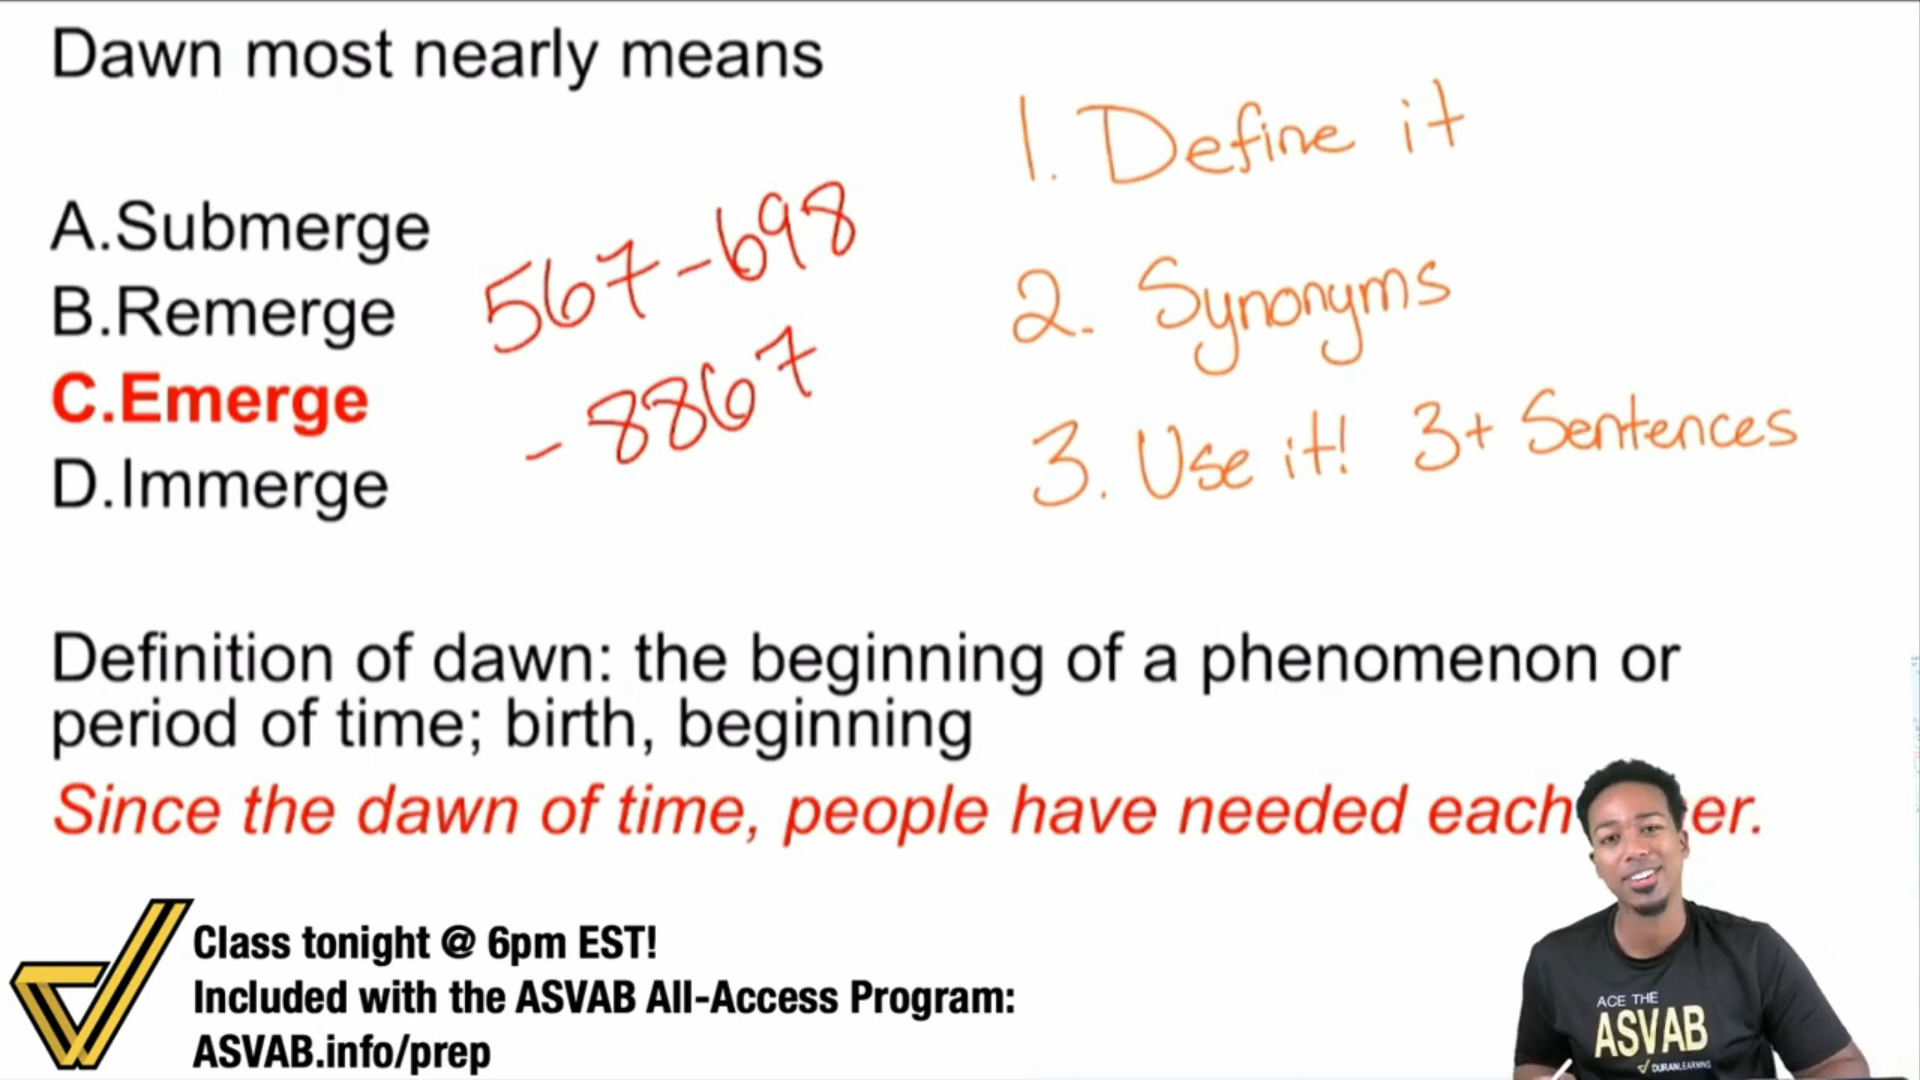 Dawn most nearly means
A.Submerge
B.Remerge
C.Emerge
D.Immerge
567-698
-8867
1. Define it
2. Synonyms
3. Use it! 3+ Sentences
Definition of dawn: the beginning of a phenomenon or
period of time; birth, beginning
Since the dawn of time, people have needed each er.
Class tonight @ 6pm EST!
Included with the ASVAB All-Access Program:
ASVAB.info/prep
ACE THE
ASVAB
DURANLEARNING